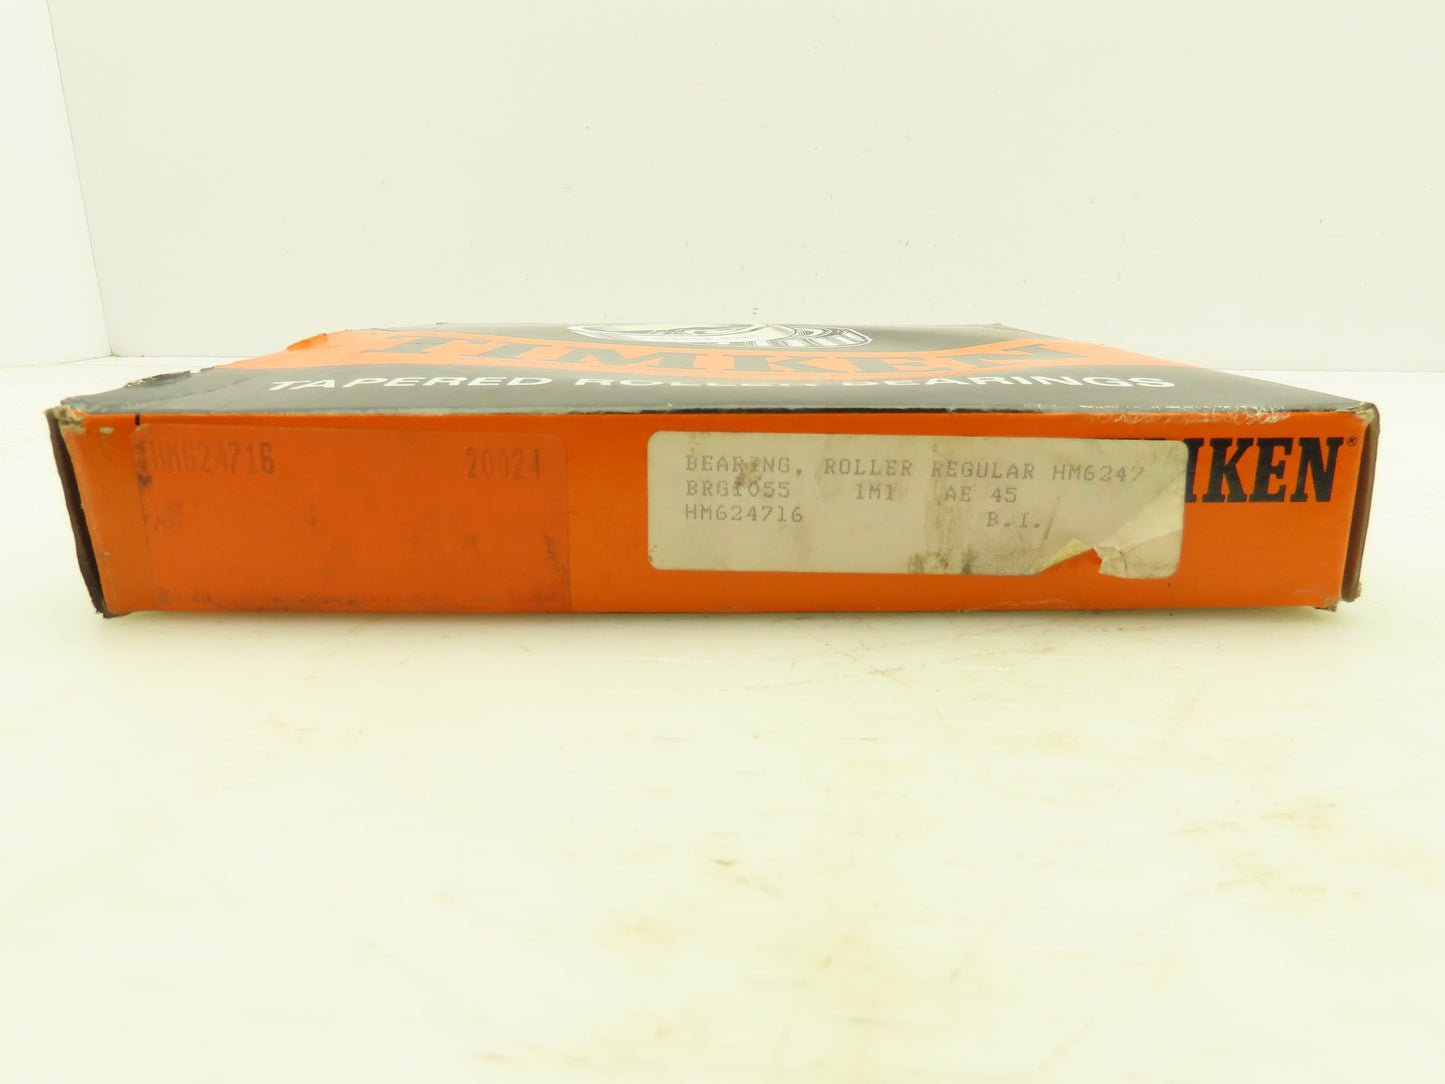 TIMKEN
TAPERED ROLLER BEARINGS
HM624716 20024
BEARING, ROLLER REGULAR HM6247
BRG1055 1M1 AE 45
HM624716 B.I.
IKEN®